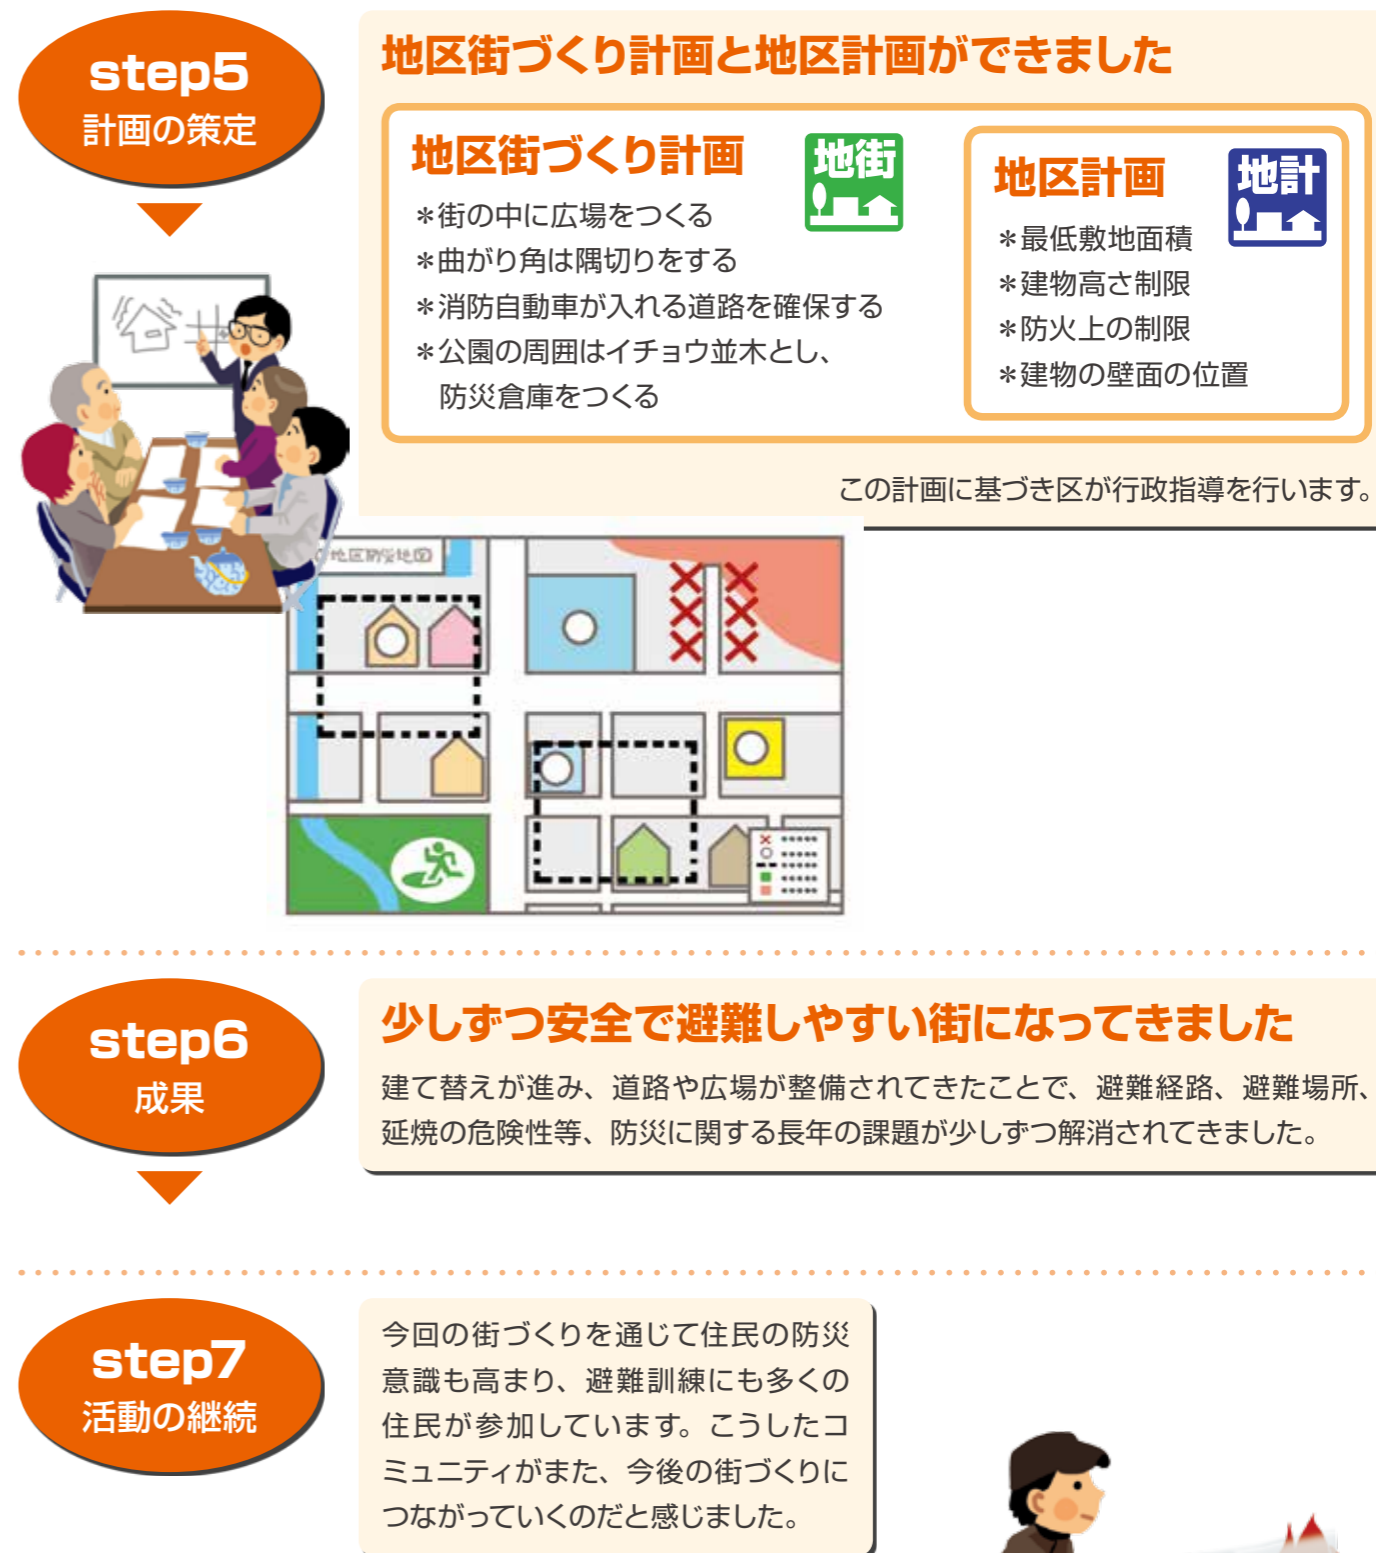 step5
計画の策定
地区街づくり計画と地区計画ができました
地区街づくり計画
地街
＊街の中に広場をつくる
＊曲がり角は隅切りをする
＊消防自動車が入れる道路を確保する
＊公園の周囲はイチョウ並木とし、
防災倉庫をつくる
地区計画
地計
＊最低敷地面積
＊建物高さ制限
＊防火上の制限
＊建物の壁面の位置
この計画に基づき区が行政指導を行います。
地区防災地図
step6
成果
少しずつ安全で避難しやすい街になってきました
建て替えが進み、道路や広場が整備されてきたことで、避難経路、避難場所、
延焼の危険性等、防災に関する長年の課題が少しずつ解消されてきました。
step7
活動の継続
今回の街づくりを通じて住民の防災
意識も高まり、避難訓練にも多くの
住民が参加しています。こうしたコ
ミュニティがまた、今後の街づくりに
つながっていくのだと感じました。